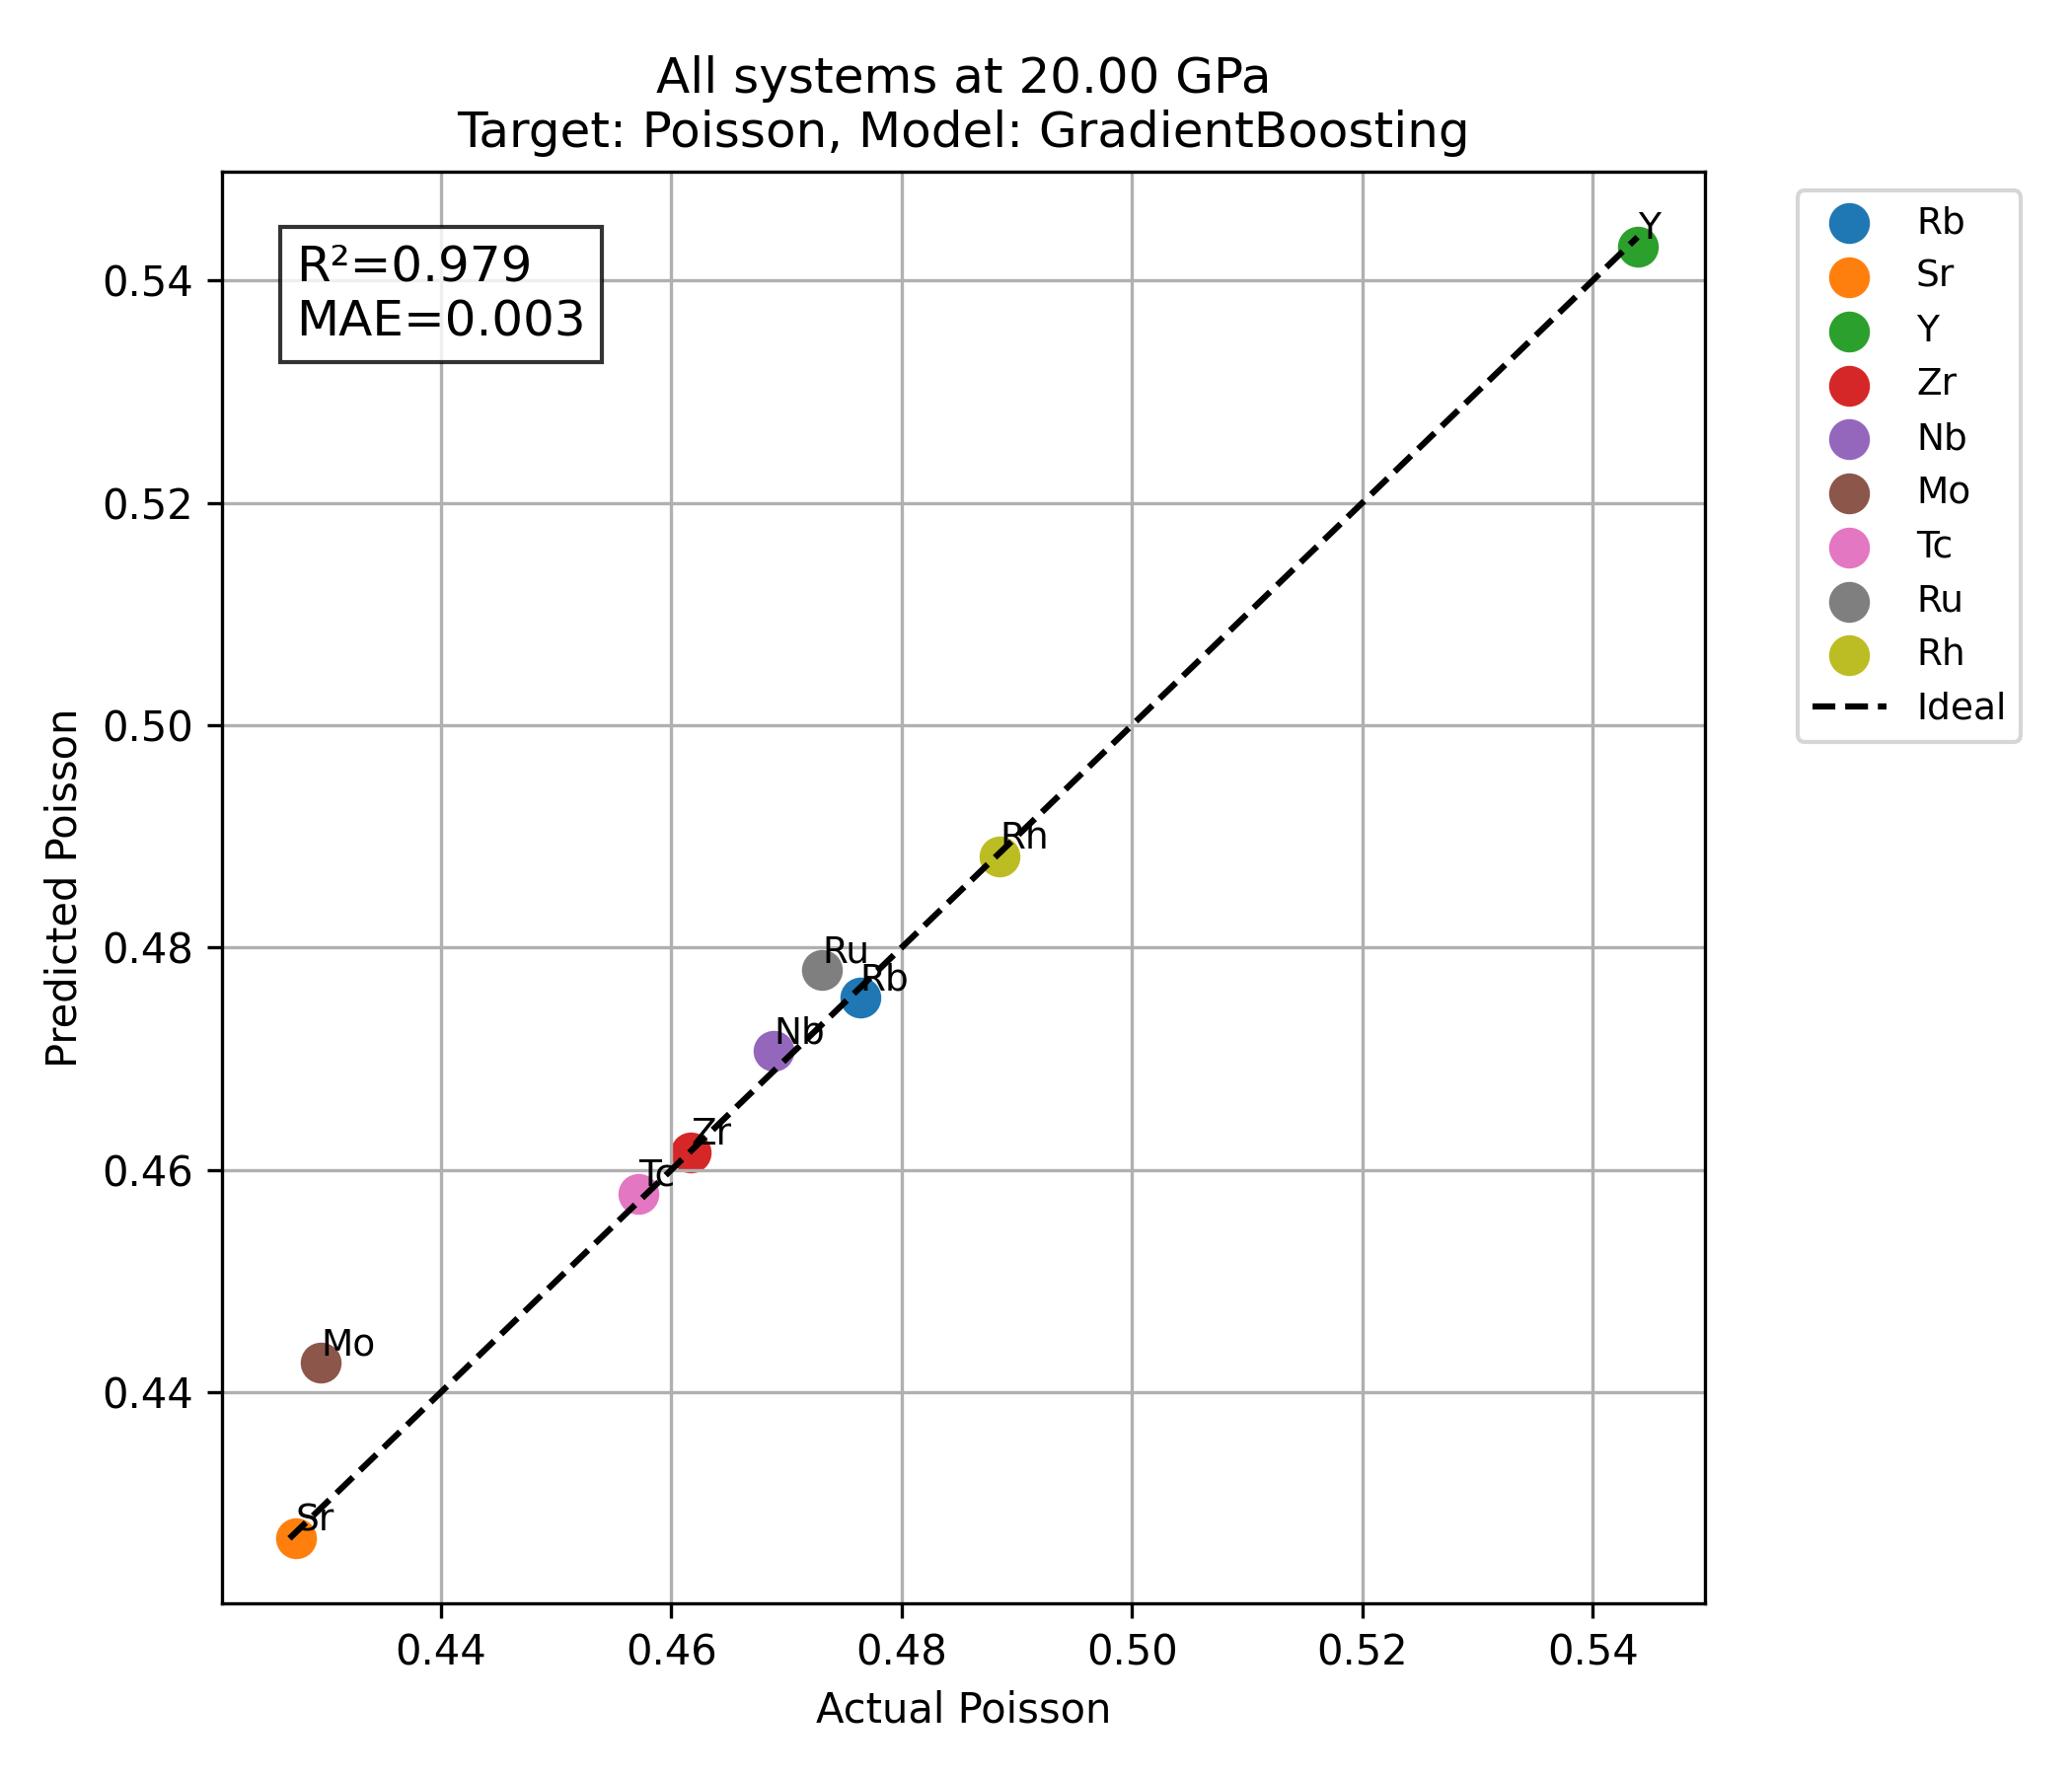 All systems at 20.00 GPa
Target: Poisson, Model: GradientBoosting
R²=0.979
MAE=0.003
Predicted Poisson
0.54
0.52
0.50
0.48
0.46
0.44
Y
Rh
Ru
Rb
Nb
Zr
Tc
Mo
Sr
0.44 0.46 0.48 0.50 0.52 0.54
Actual Poisson
Rb
Sr
Y
Zr
Nb
Mo
Tc
Ru
Rh
Ideal